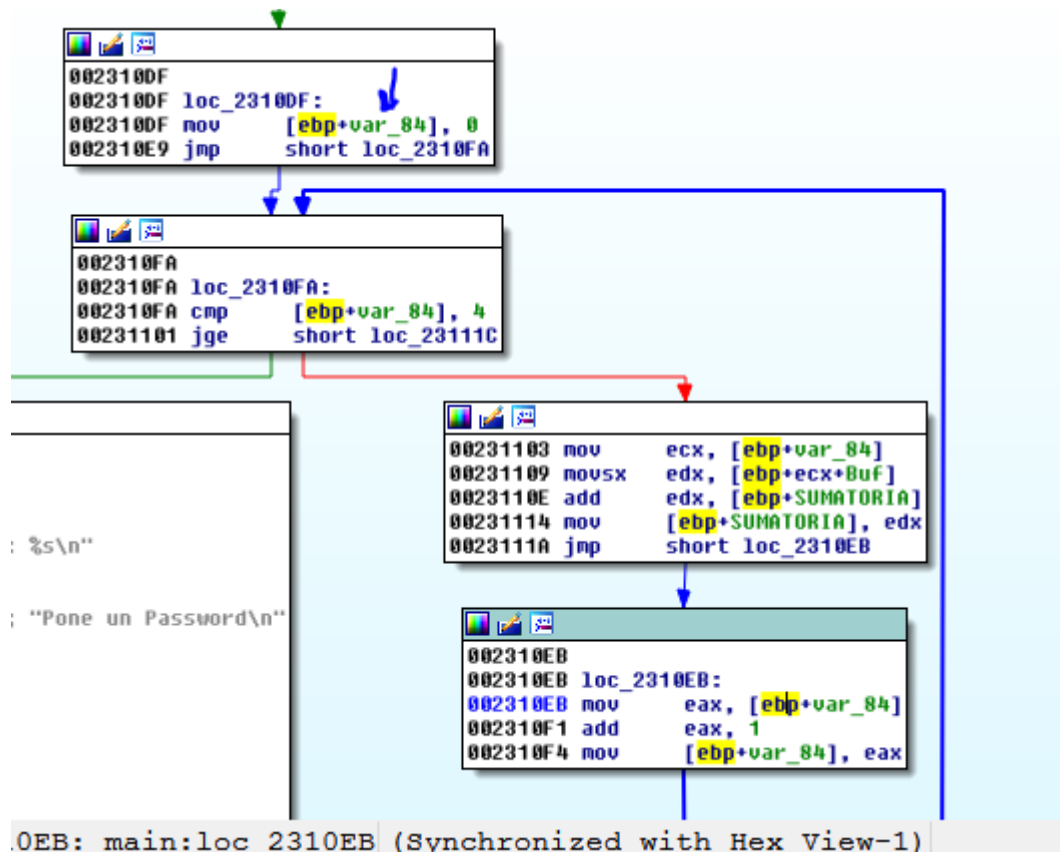 002310DF
002310DF loc_2310DF:
002310DF mov [ebp+var_84], 0
002310E9 jmp short loc_2310FA
002310FA
002310FA loc_2310FA:
002310FA cmp [ebp+var_84], 4
00231101 jge short loc_23111C
00231103 mov ecx, [ebp+var_84]
00231109 movsx edx, [ebp+ecx+Buf]
0023110E add edx, [ebp+SUMATORIA]
00231114 mov [ebp+SUMATORIA], edx
0023111A jmp short loc_2310EB
; %s\n"
; "Pone un Password\n"
002310EB
002310EB loc_2310EB:
002310EB mov eax, [ebp+var_84]
002310F1 add eax, 1
002310F4 mov [ebp+var_84], eax
.0EB: main:loc_2310EB (Synchronized with Hex View-1)